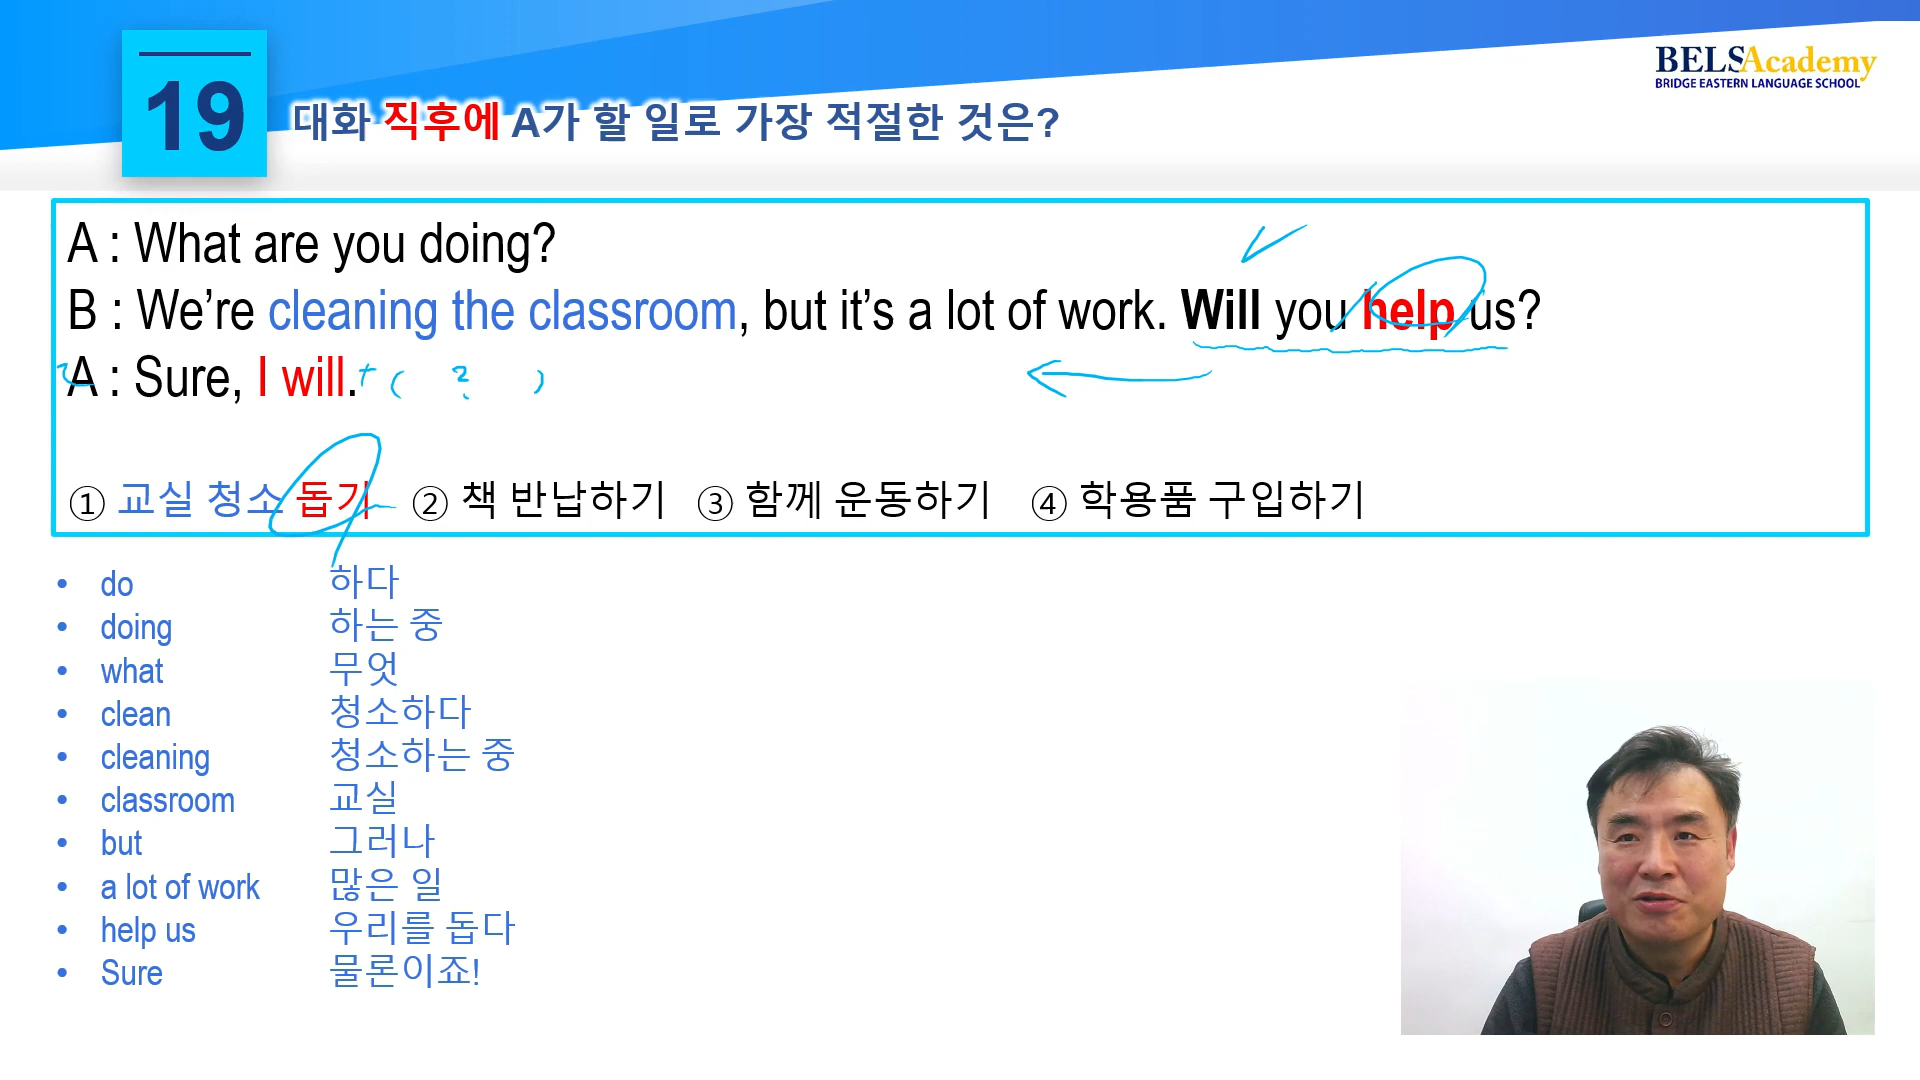 19
대화 직후에 A가 할 일로 가장 적절한 것은?
BELSAcademy
BRIDGE EASTERN LANGUAGE SCHOOL
A : What are you doing?
B : We’re cleaning the classroom, but it’s a lot of work. Will you help us?
A : Sure, I will.+ ( ? )
① 교실 청소 돕기 ② 책 반납하기 ③ 함께 운동하기 ④ 학용품 구입하기
• do 하다
• doing 하는 중
• what 무엇
• clean 청소하다
• cleaning 청소하는 중
• classroom 교실
• but 그러나
• a lot of work 많은 일
• help us 우리를 돕다
• Sure 물론이죠!